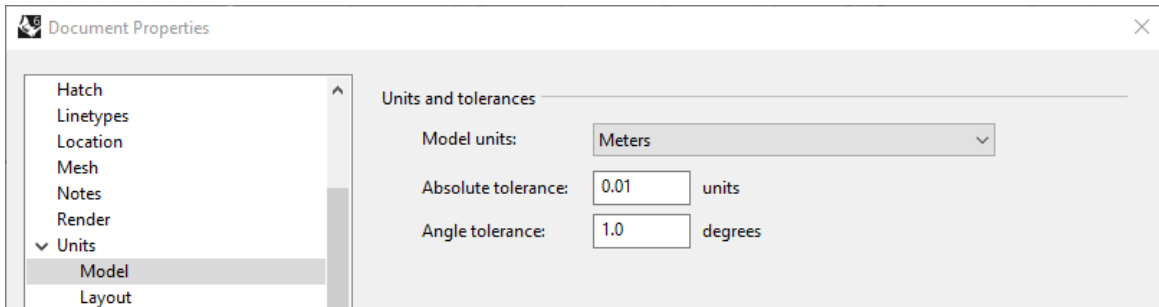 Document Properties
Hatch
Linetypes
Location
Mesh
Notes
Render
Units
Model
Layout
Units and tolerances
Model units: Meters
Absolute tolerance: 0.01 units
Angle tolerance: 1.0 degrees